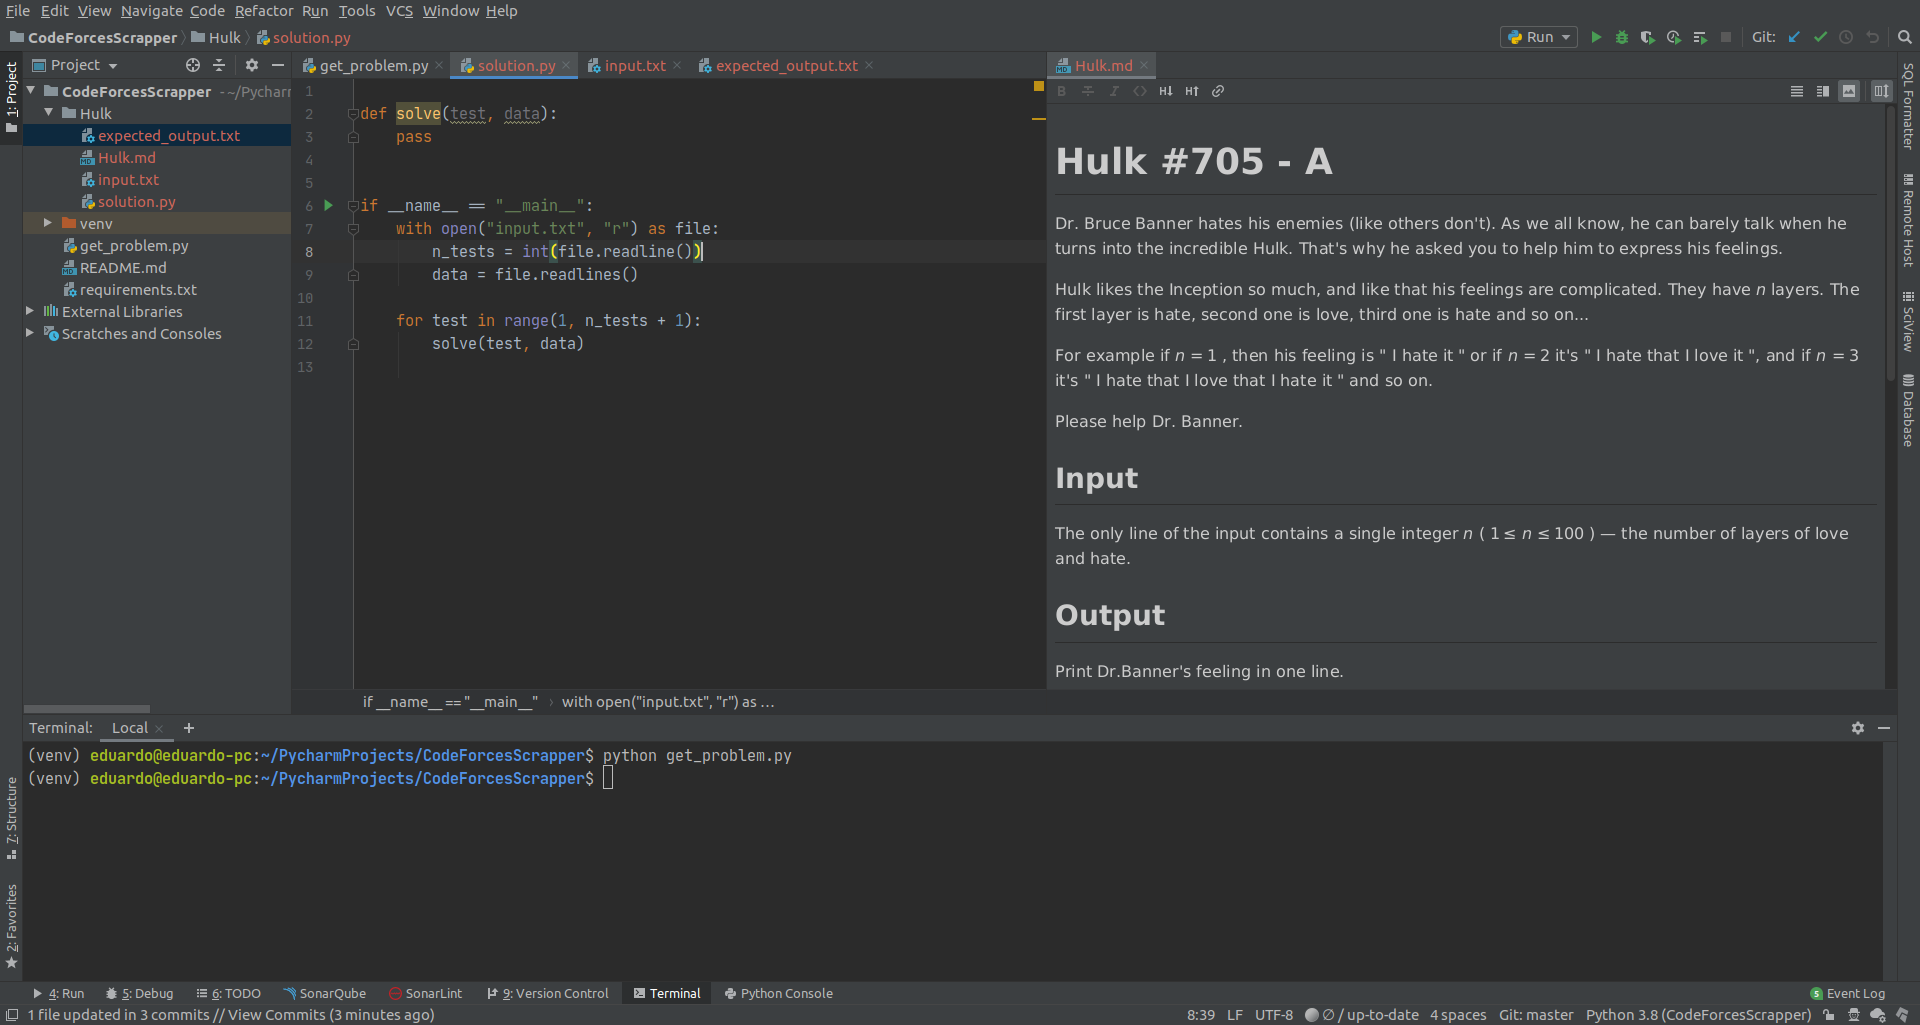 File Edit View Navigate Code Refactor Run Tools VCS Window Help
CodeForcesScrapper Hulk solution.py
Run Git:
1: Project
Project
CodeForcesScrapper ~/Pycharm
Hulk
expected_output.txt
Hulk.md
input.txt
solution.py
venv
get_problem.py
README.md
requirements.txt
External Libraries
Scratches and Consoles
get_problem.py solution.py input.txt expected_output.txt
1
2 def solve(test, data):
3 pass
4
5
6 if __name__ == "__main__":
7 with open("input.txt", "r") as file:
8 n_tests = int(file.readline())
9 data = file.readlines()
10
11 for test in range(1, n_tests + 1):
12 solve(test, data)
13
if __name__ == "__main__" › with open("input.txt", "r") as ...
Hulk.md
B I <> H↓ H↑
Hulk #705 - A
Dr. Bruce Banner hates his enemies (like others don't). As we all know, he can barely talk when he
turns into the incredible Hulk. That's why he asked you to help him to express his feelings.
Hulk likes the Inception so much, and like that his feelings are complicated. They have n layers. The
first layer is hate, second one is love, third one is hate and so on...
For example if n = 1 , then his feeling is " I hate it " or if n = 2 it's " I hate that I love it ", and if n = 3
it's " I hate that I love that I hate it " and so on.
Please help Dr. Banner.
Input
The only line of the input contains a single integer n ( 1 ≤ n ≤ 100 ) — the number of layers of love
and hate.
Output
Print Dr.Banner's feeling in one line.
SQL Formatter
Remote Host
SciView
Database
Terminal: Local +
(venv) eduardo@eduardo-pc:~/PycharmProjects/CodeForcesScrapper$ python get_problem.py
(venv) eduardo@eduardo-pc:~/PycharmProjects/CodeForcesScrapper$
7: Structure
2: Favorites
4: Run 5: Debug 6: TODO SonarQube SonarLint 9: Version Control Terminal Python Console
5 Event Log
1 file updated in 3 commits // View Commits (3 minutes ago)
8:39 LF UTF-8 ∅ / up-to-date 4 spaces Git: master Python 3.8 (CodeForcesScrapper)